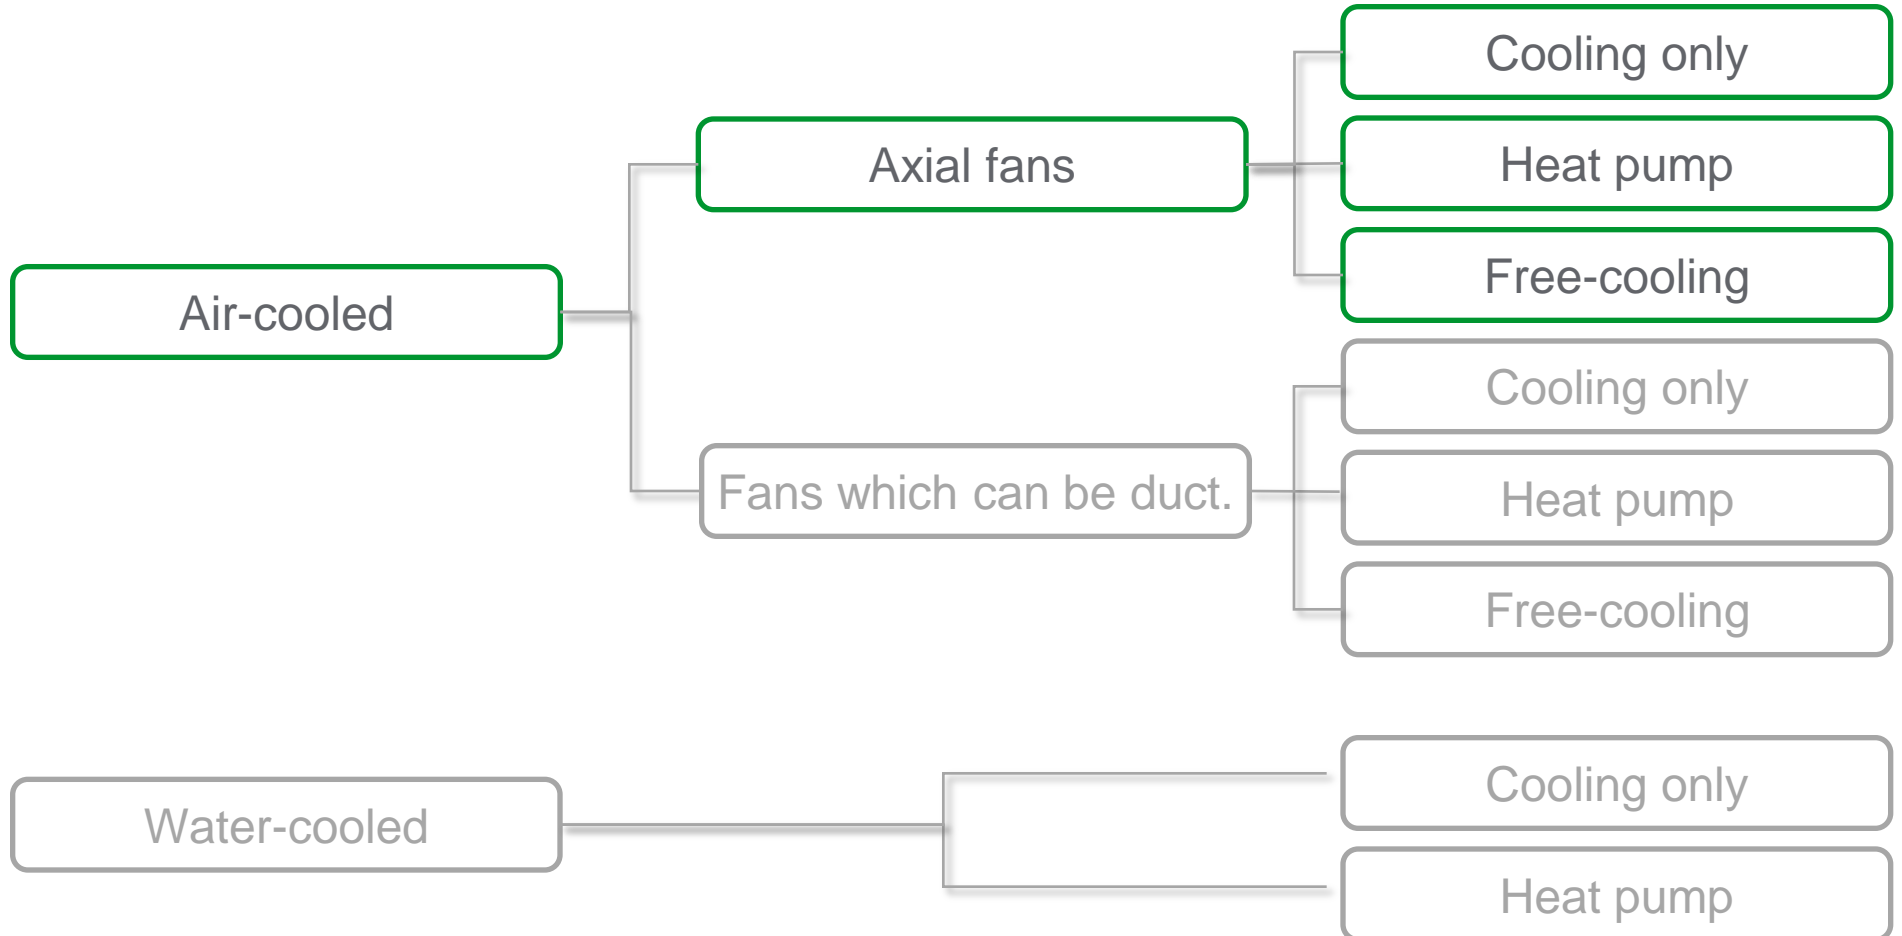 Air-cooled
Axial fans
Cooling only
Heat pump
Free-cooling
Fans which can be duct.
Cooling only
Heat pump
Free-cooling
Water-cooled
Cooling only
Heat pump